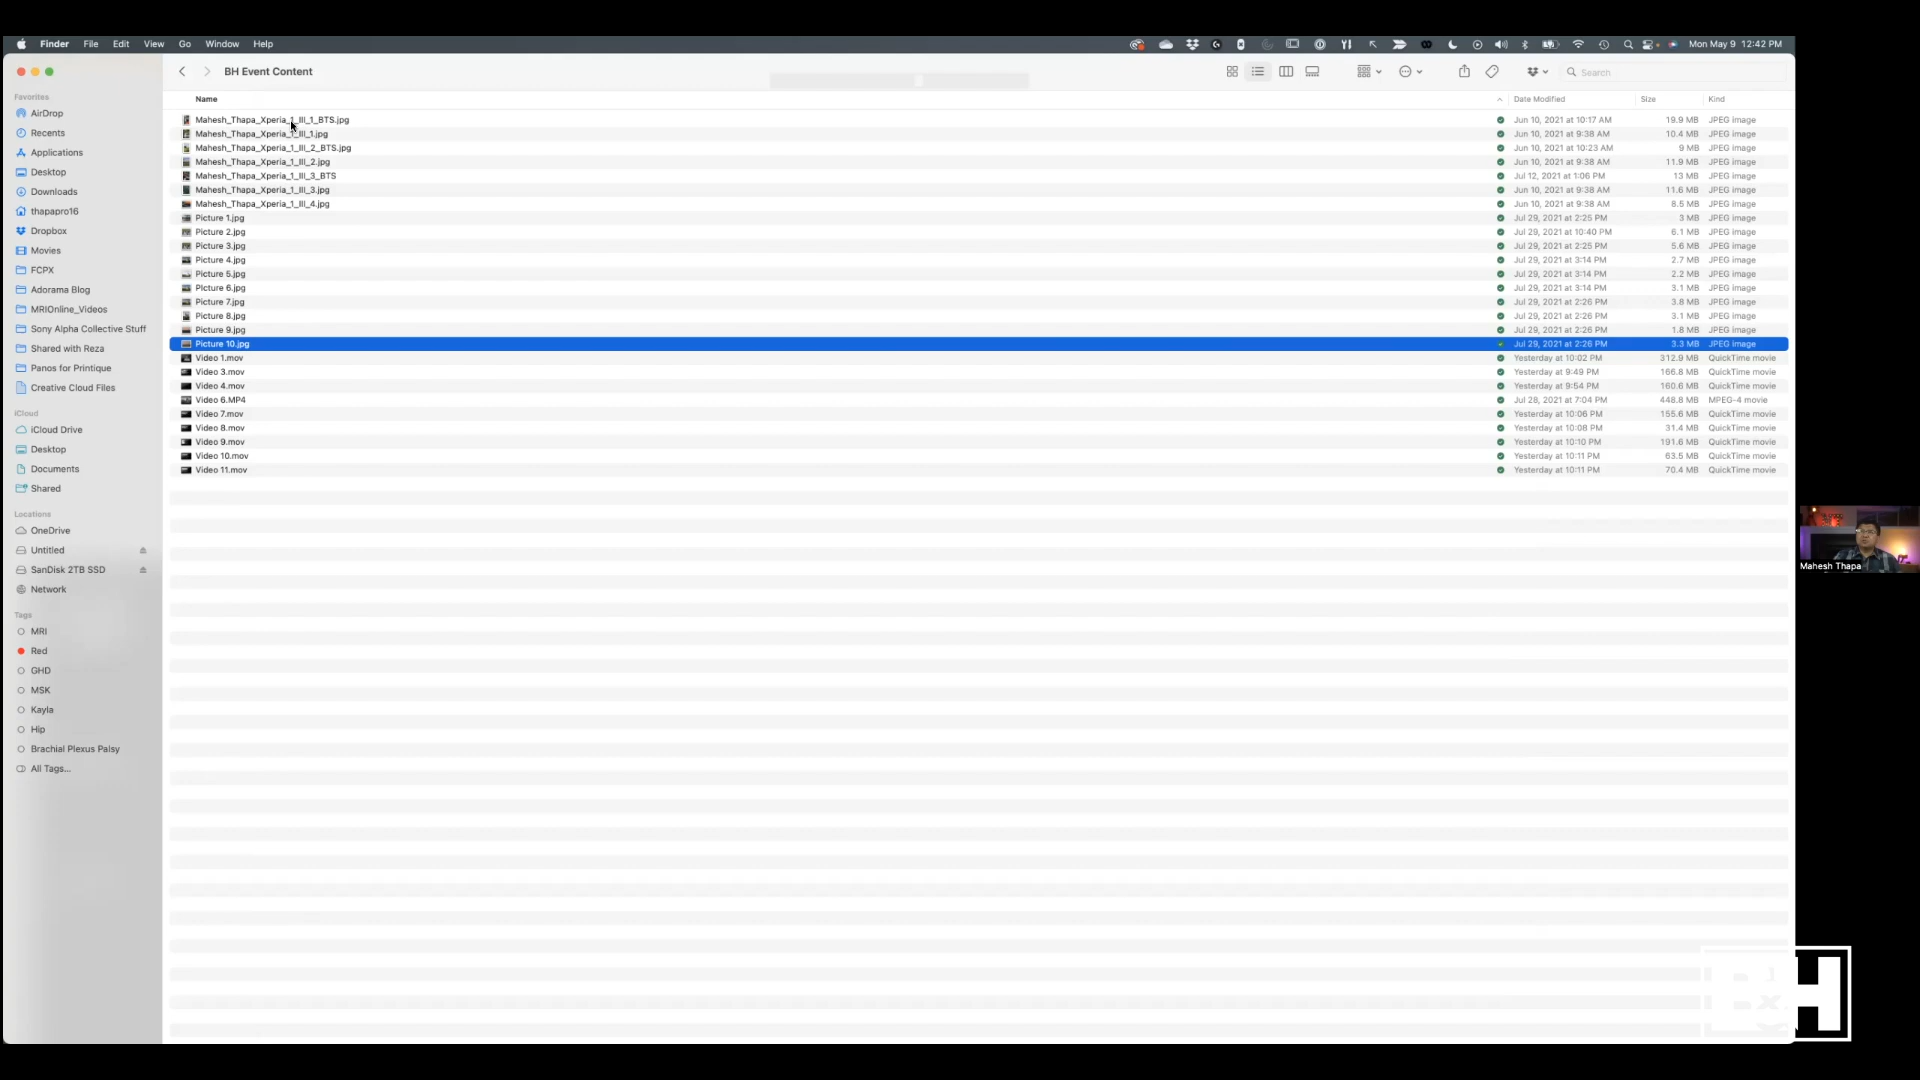 Finder File Edit View Go Window Help Mon May 9 12:42 PM
BH Event Content Search
Favorites
AirDrop
Recents
Applications
Desktop
Downloads
thapapro16
Dropbox
Movies
FCPX
Adorama Blog
MRIOnline_Videos
Sony Alpha Collective Stuff
Shared with Reza
Panos for Printique
Creative Cloud Files
iCloud
iCloud Drive
Desktop
Documents
Shared
Locations
OneDrive
Untitled
SanDisk 2TB SSD
Network
Tags
MRI
Red
GHD
MSK
Kayla
Hip
Brachial Plexus Palsy
All Tags...
Name Date Modified Size Kind
Mahesh_Thapa_Xperia_1_III_1_BTS.jpg Jun 10, 2021 at 10:17 AM 19.9 MB JPEG image
Mahesh_Thapa_Xperia_1_III_1.jpg Jun 10, 2021 at 9:38 AM 10.4 MB JPEG image
Mahesh_Thapa_Xperia_1_III_2_BTS.jpg Jun 10, 2021 at 10:23 AM 9 MB JPEG image
Mahesh_Thapa_Xperia_1_III_2.jpg Jun 10, 2021 at 9:38 AM 11.9 MB JPEG image
Mahesh_Thapa_Xperia_1_III_3_BTS Jul 12, 2021 at 1:06 PM 13 MB JPEG image
Mahesh_Thapa_Xperia_1_III_3.jpg Jun 10, 2021 at 9:38 AM 11.6 MB JPEG image
Mahesh_Thapa_Xperia_1_III_4.jpg Jun 10, 2021 at 9:38 AM 8.5 MB JPEG image
Picture 1.jpg Jul 29, 2021 at 2:25 PM 3 MB JPEG image
Picture 2.jpg Jul 29, 2021 at 10:40 PM 6.1 MB JPEG image
Picture 3.jpg Jul 29, 2021 at 2:25 PM 5.6 MB JPEG image
Picture 4.jpg Jul 29, 2021 at 3:14 PM 2.7 MB JPEG image
Picture 5.jpg Jul 29, 2021 at 3:14 PM 2.2 MB JPEG image
Picture 6.jpg Jul 29, 2021 at 3:14 PM 3.1 MB JPEG image
Picture 7.jpg Jul 29, 2021 at 2:26 PM 3.8 MB JPEG image
Picture 8.jpg Jul 29, 2021 at 2:26 PM 3.1 MB JPEG image
Picture 9.jpg Jul 29, 2021 at 2:26 PM 1.8 MB JPEG image
Picture 10.jpg Jul 29, 2021 at 2:26 PM 3.3 MB JPEG image
Video 1.mov Yesterday at 10:02 PM 312.9 MB QuickTime movie
Video 3.mov Yesterday at 9:49 PM 166.8 MB QuickTime movie
Video 4.mov Yesterday at 9:54 PM 160.6 MB QuickTime movie
Video 6.MP4 Jul 28, 2021 at 7:04 PM 448.8 MB MPEG-4 movie
Video 7.mov Yesterday at 10:06 PM 155.6 MB QuickTime movie
Video 8.mov Yesterday at 10:08 PM 31.4 MB QuickTime movie
Video 9.mov Yesterday at 10:10 PM 191.6 MB QuickTime movie
Video 10.mov Yesterday at 10:11 PM 63.5 MB QuickTime movie
Video 11.mov Yesterday at 10:11 PM 70.4 MB QuickTime movie
Mahesh Thapa
BH